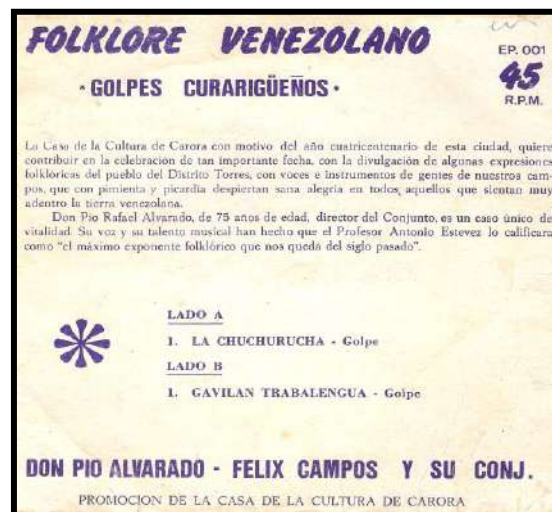 FOLKLORE VENEZOLANO
EP. 001
45
R.P.M.
· GOLPES CURARIGÜEÑOS ·
La Casa de la Cultura de Carora con motivo del año cuatricentenario de esta ciudad, quiere
contribuir en la celebración de tan importante fecha, con la divulgación de algunas expresiones
folklóricas del pueblo del Distrito Torres, con voces e instrumentos de gentes de nuestros cam-
pos, que con pimienta y picardía despiertan sana alegria en todos aquellos que sientan muy
adentro la tierra venezolana.
Don Pio Rafael Alvarado, de 75 anos de edad, director del Conjunto, es un caso único de
vitalidad. Su voz y su talento musical han hecho que el Profesor Antonio Estevez lo calificara
como "el máximo exponente folklórico que nos queda del siglo pasado".
LADO A
1. LA CHUCHURUCHA - Golpe
LADO B
1. GAVILAN TRABALENGUA - Golpe
DON PIO ALVARADO - FELIX CAMPOS Y SU CONJ.
PROMOCION DE LA CASA DE LA CULTURA DE CARORA